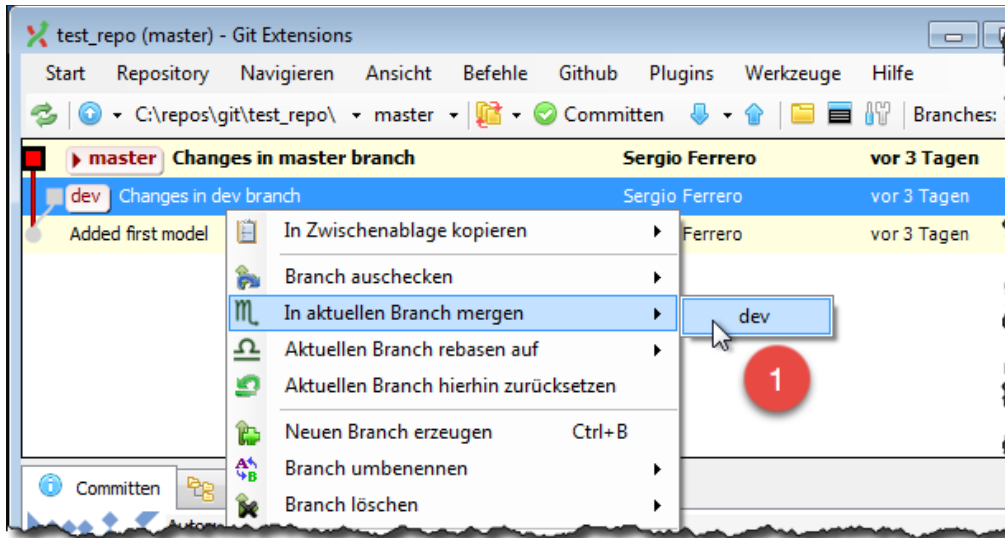 test_repo (master) - Git Extensions
Start Repository Navigieren Ansicht Befehle Github Plugins Werkzeuge Hilfe
C:\repos\git\test_repo\ master Committen Branches:
master Changes in master branch Sergio Ferrero vor 3 Tagen
dev Changes in dev branch Sergio Ferrero vor 3 Tagen
Added first model Ferrero vor 3 Tagen
In Zwischenablage kopieren
Branch auschecken
In aktuellen Branch mergen dev
Aktuellen Branch rebasen auf
1
Aktuellen Branch hierhin zurücksetzen
Neuen Branch erzeugen Ctrl+B
Branch umbenennen
Committen
Branch löschen